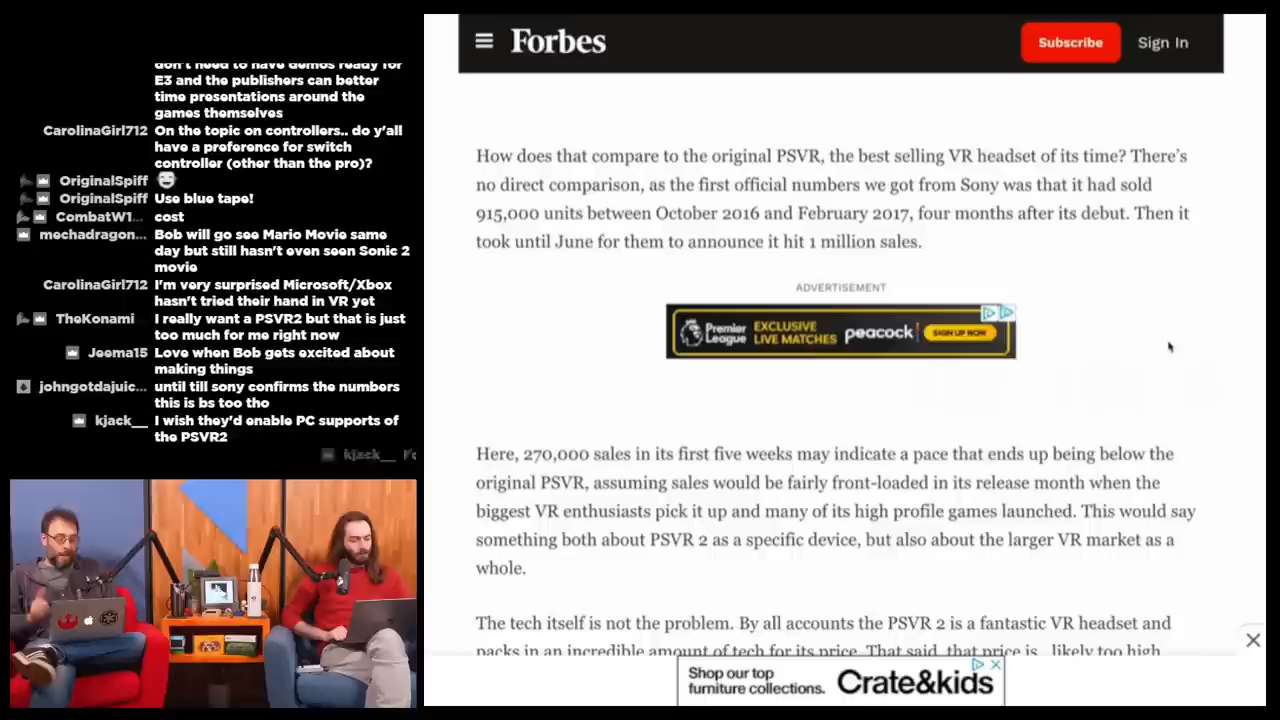 don't need to have demos ready for
E3 and the publishers can better
time presentations around the
games themselves
CarolinaGirl712 On the topic on controllers.. do y'all
have a preference for switch
controller (other than the pro)?
OriginalSpiff
OriginalSpiff Use blue tape!
CombatW1... cost
mechadragon... Bob will go see Mario Movie same
day but still hasn't even seen Sonic 2
movie
CarolinaGirl712 I'm very surprised Microsoft/Xbox
hasn't tried their hand in VR yet
TheKonami I really want a PSVR2 but that is just
too much for me right now
Jeema15 Love when Bob gets excited about
making things
johngotdajuic... until till sony confirms the numbers
this is bs too tho
kjack__ I wish they'd enable PC supports of
the PSVR2
kjack__
Forbes
Subscribe
Sign In
How does that compare to the original PSVR, the best selling VR headset of its time? There's
no direct comparison, as the first official numbers we got from Sony was that it had sold
915,000 units between October 2016 and February 2017, four months after its debut. Then it
took until June for them to announce it hit 1 million sales.
ADVERTISEMENT
Premier
League
EXCLUSIVE
LIVE MATCHES
peacock
SIGN UP NOW
Here, 270,000 sales in its first five weeks may indicate a pace that ends up being below the
original PSVR, assuming sales would be fairly front-loaded in its release month when the
biggest VR enthusiasts pick it up and many of its high profile games launched. This would say
something both about PSVR 2 as a specific device, but also about the larger VR market as a
whole.
The tech itself is not the problem. By all accounts the PSVR 2 is a fantastic VR headset and
packs in an incredible amount of tech for its price. That said, that price is.. likely too high
Shop our top
furniture collections.
Crate&kids